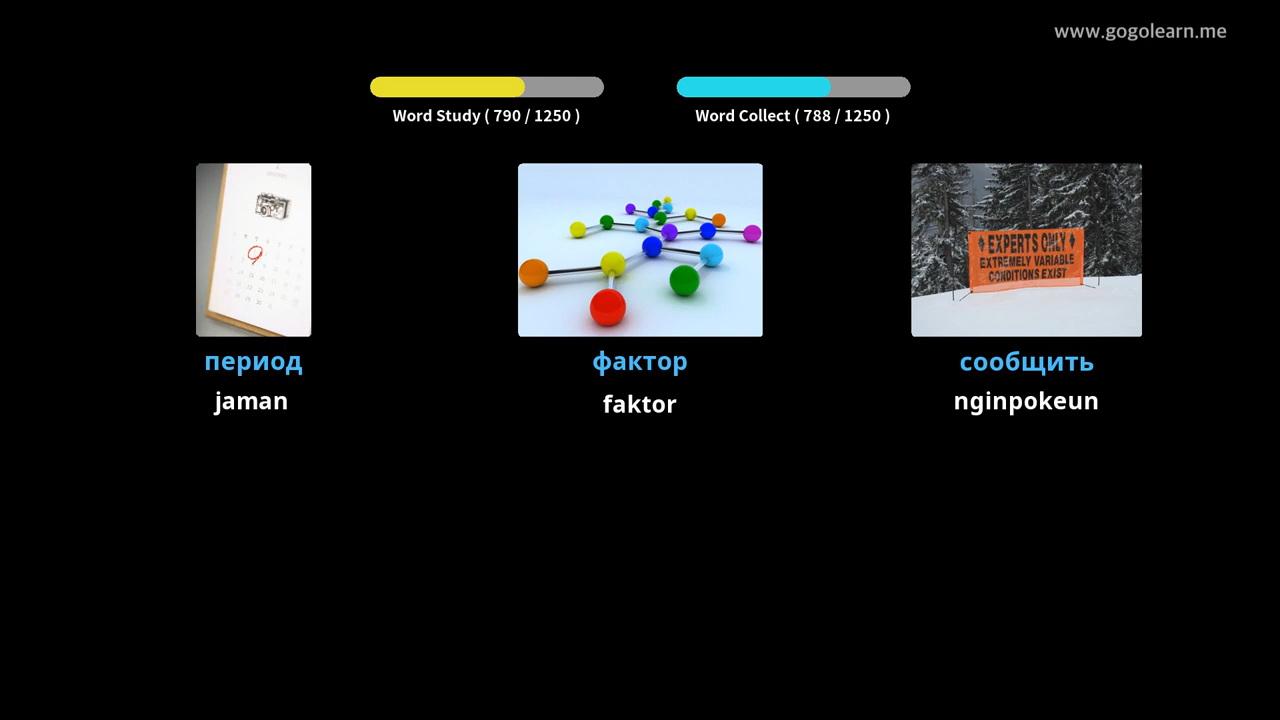 www.gogolearn.me
Word Study ( 790 / 1250 )
Word Collect ( 788 / 1250 )
EXPERTS ONLY
EXTREMELY VARIABLE
CONDITIONS EXIST
период
фактор
сообщить
jaman
faktor
nginpokeun